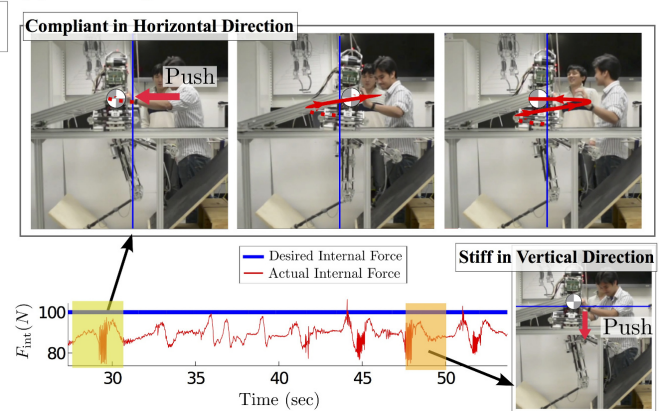 Compliant in Horizontal Direction
Push
Desired Internal Force
Actual Internal Force
Stiff in Vertical Direction
Push
F_int(N)
100
80
30
35
40
45
50
Time (sec)